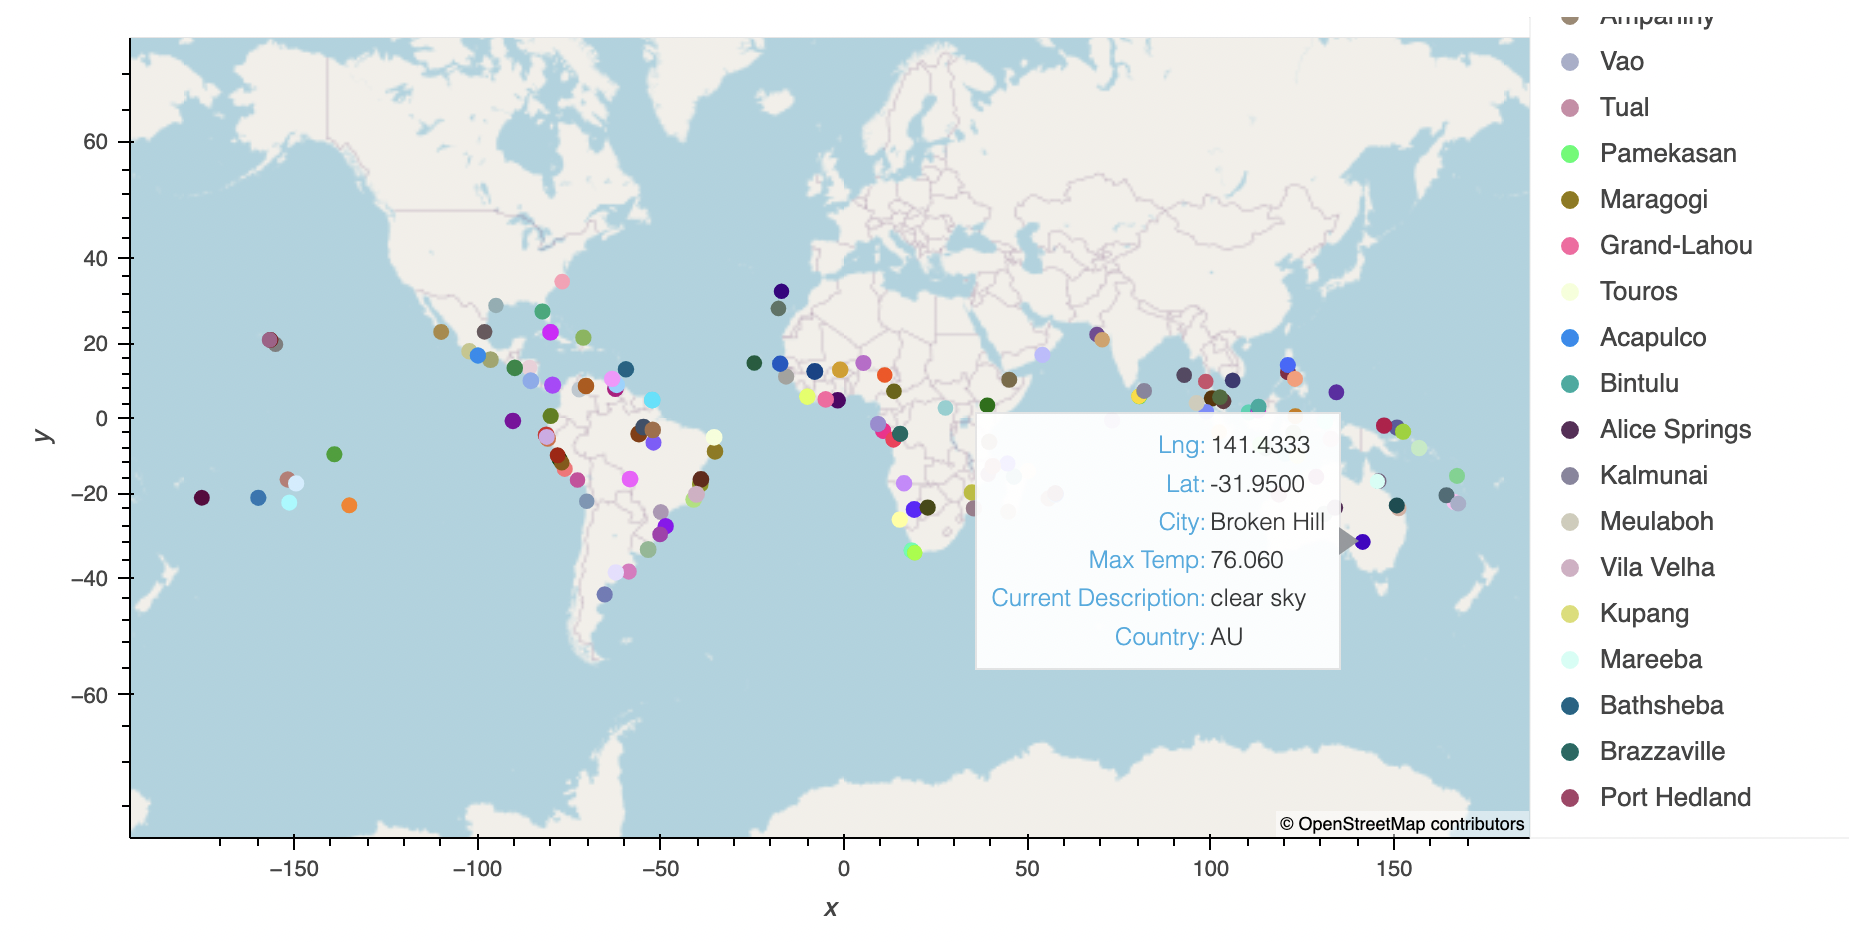 Ampanihy
Vao
Tual
Pamekasan
Maragogi
Grand-Lahou
Touros
Acapulco
Bintulu
Alice Springs
Kalmunai
Meulaboh
Vila Velha
Kupang
Mareeba
Bathsheba
Brazzaville
Port Hedland
60
40
20
0
−20
−40
−60
y
Lng: 141.4333
Lat: -31.9500
City: Broken Hill
Max Temp: 76.060
Current Description: clear sky
Country: AU
© OpenStreetMap contributors
−150
−100
−50
0
50
100
150
x